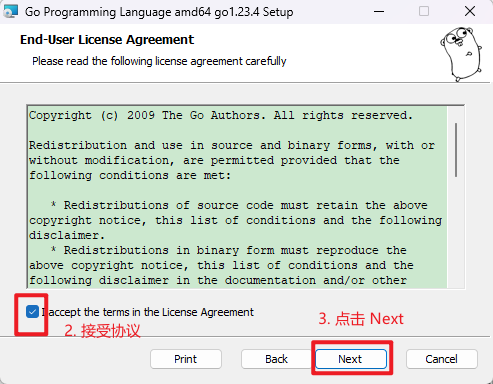 Go Programming Language amd64 go1.23.4 Setup
End-User License Agreement
Please read the following license agreement carefully
Copyright (c) 2009 The Go Authors. All rights reserved.
Redistribution and use in source and binary forms, with or
without modification, are permitted provided that the
following conditions are met:
* Redistributions of source code must retain the above
copyright notice, this list of conditions and the following
disclaimer.
* Redistributions in binary form must reproduce the
above copyright notice, this list of conditions and the
following disclaimer in the documentation and/or other
I accept the terms in the License Agreement
2. 接受协议
3. 点击 Next
Print
Back
Next
Cancel